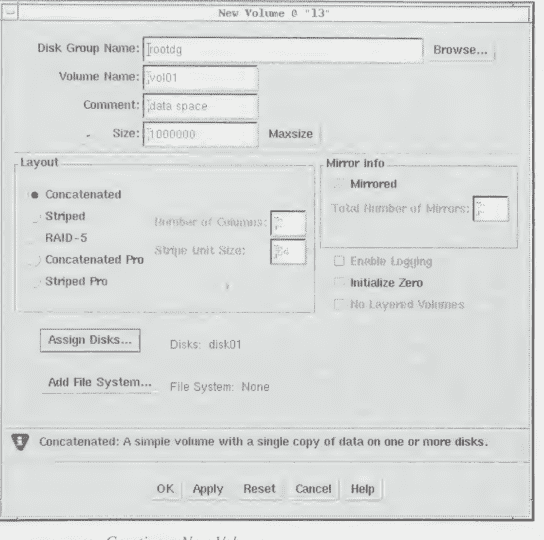 New Volume @ "l3"
Disk Group Name: rootdg Browse...
Volume Name: vol01
Comment: data space
Size: 1000000 Maxsize
Layout
Concatenated
Striped
RAID-5
Concatenated Pro
Striped Pro
Number of Columns:
Stripe Unit Size:
Mirror Info
Mirrored
Total Number of Mirrors:
Enable Logging
Initialize Zero
No Layered Volumes
Assign Disks... Disks: disk01
Add File System... File System: None
Concatenated: A simple volume with a single copy of data on one or more disks.
OK Apply Reset Cancel Help